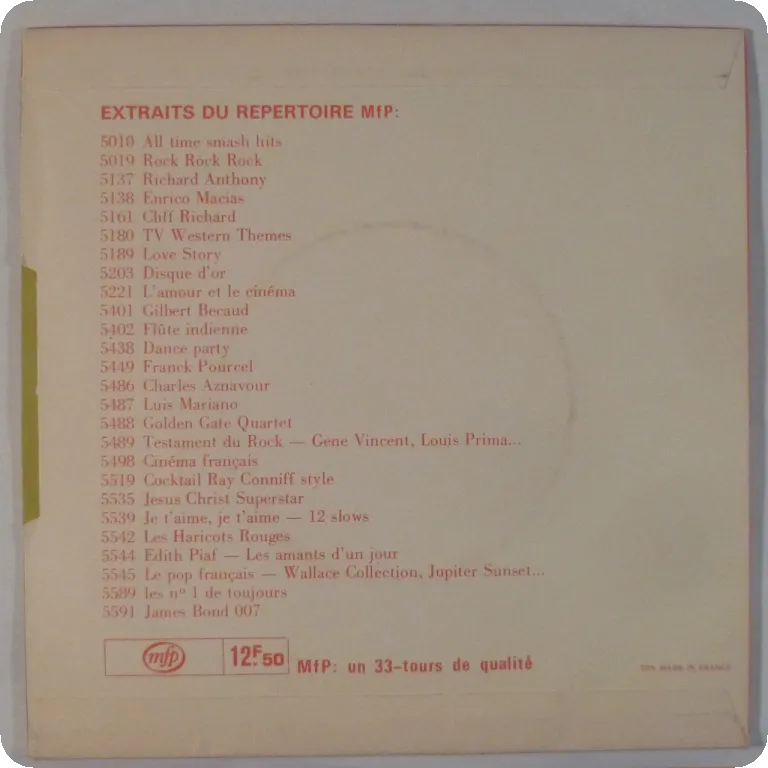 EXTRAITS DU REPERTOIRE MfP:
5010 All time smash hits
5019 Rock Rock Rock
5137 Richard Anthony
5138 Enrico Macias
5161 Cliff Richard
5180 TV Western Themes
5189 Love Story
5203 Disque d'or
5221 L'amour et le cinéma
5401 Gilbert Becaud
5402 Flûte indienne
5438 Dance party
5449 Franck Pourcel
5486 Charles Aznavour
5487 Luis Mariano
5488 Golden Gate Quartet
5489 Testament du Rock — Gene Vincent, Louis Prima...
5498 Cinéma français
5519 Cocktail Ray Conniff style
5535 Jesus Christ Superstar
5539 Je t'aime, je t'aime — 12 slows
5542 Les Haricots Rouges
5544 Edith Piaf — Les amants d'un jour
5545 Le pop français — Wallace Collection, Jupiter Sunset...
5589 les nº 1 de toujours
5591 James Bond 007
mfp 12F.50 MfP: un 33-tours de qualité
MADE IN FRANCE